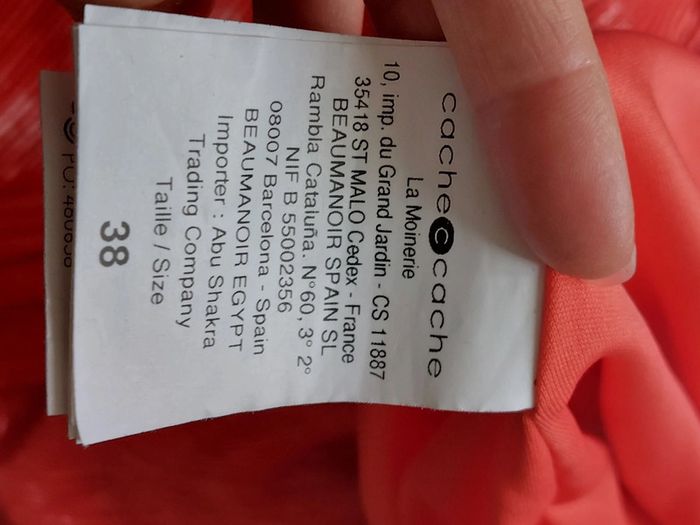 cache c cache
La Moinerie
10, imp. du Grand Jardin - CS 11887
35418 ST MALO Cedex - France
BEAUMANOIR SPAIN SL
Rambla Cataluña. N°60, 3° 2°
NIF B 55002356
08007 Barcelona - Spain
BEAUMANOIR EGYPT
Importer : Abu Shakra
Trading Company
Taille / Size
38